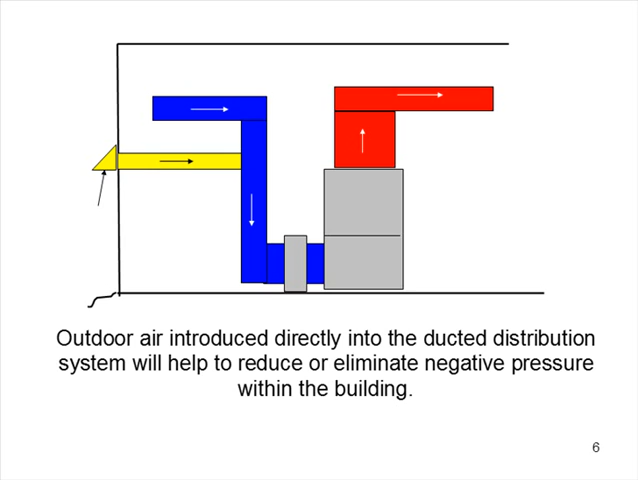 Outdoor air introduced directly into the ducted distribution
system will help to reduce or eliminate negative pressure
within the building.
6